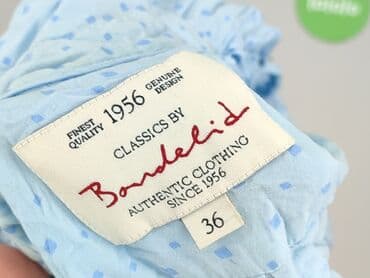 FINEST QUALITY 1956 GENUINE DESIGN
CLASSICS BY
Bondelid
AUTHENTIC CLOTHING
SINCE 1956
36